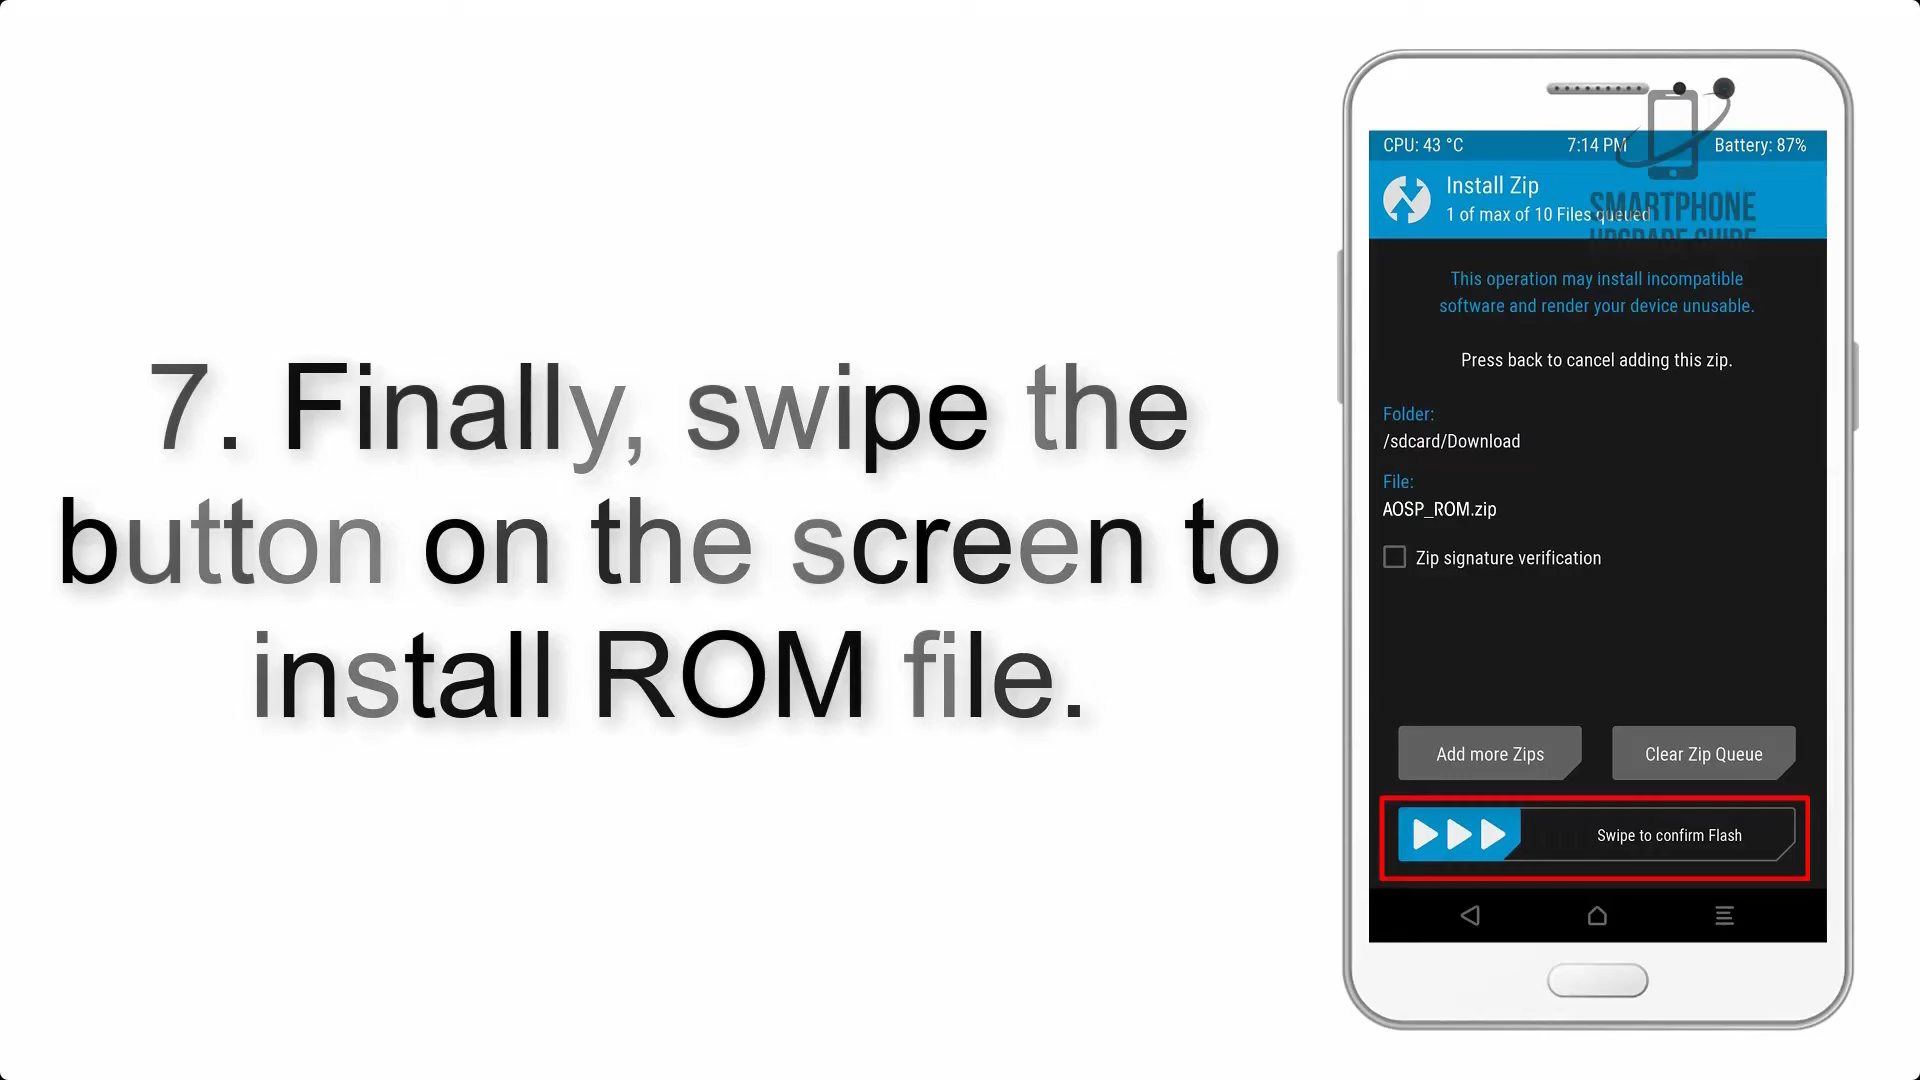 7. Finally, swipe the
button on the screen to
install ROM file.
CPU: 43 °C 7:14 PM Battery: 87%
Install Zip
1 of max of 10 Files queued
SMARTPHONE
UPGRADE GUIDE
This operation may install incompatible
software and render your device unusable.
Press back to cancel adding this zip.
Folder:
/sdcard/Download
File:
AOSP_ROM.zip
Zip signature verification
Add more Zips Clear Zip Queue
Swipe to confirm Flash